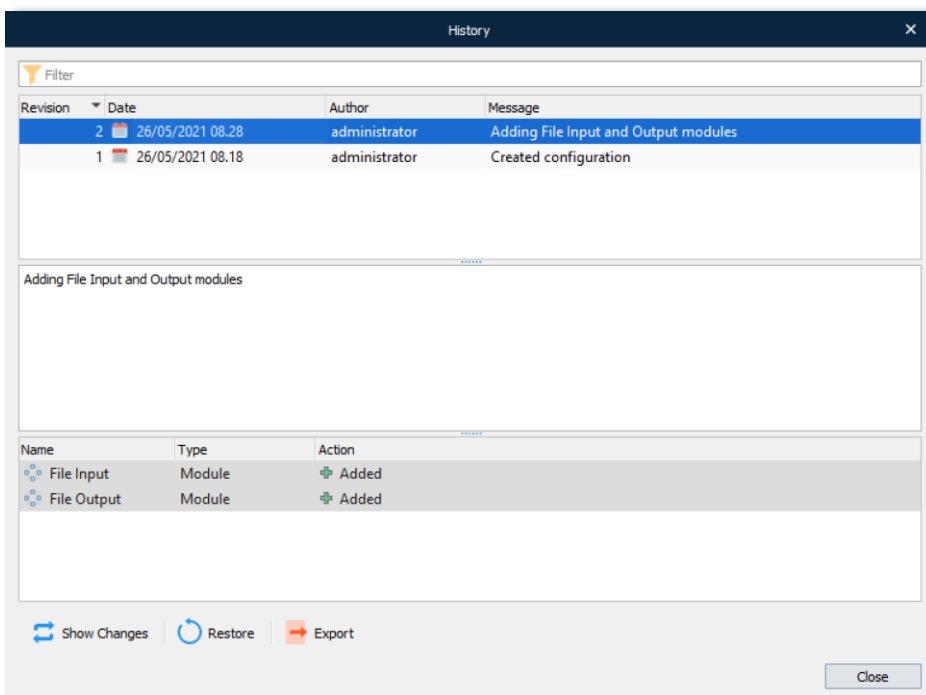 History
Filter
Revision Date Author Message
2 26/05/2021 08.28 administrator Adding File Input and Output modules
1 26/05/2021 08.18 administrator Created configuration
Adding File Input and Output modules
Name Type Action
File Input Module Added
File Output Module Added
Show Changes Restore Export
Close